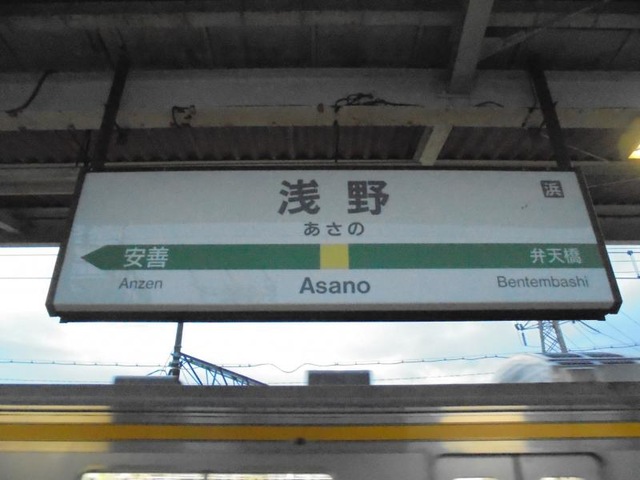 浅野
浜
あさの
安善
弁天橋
Anzen
Asano
Bentembashi